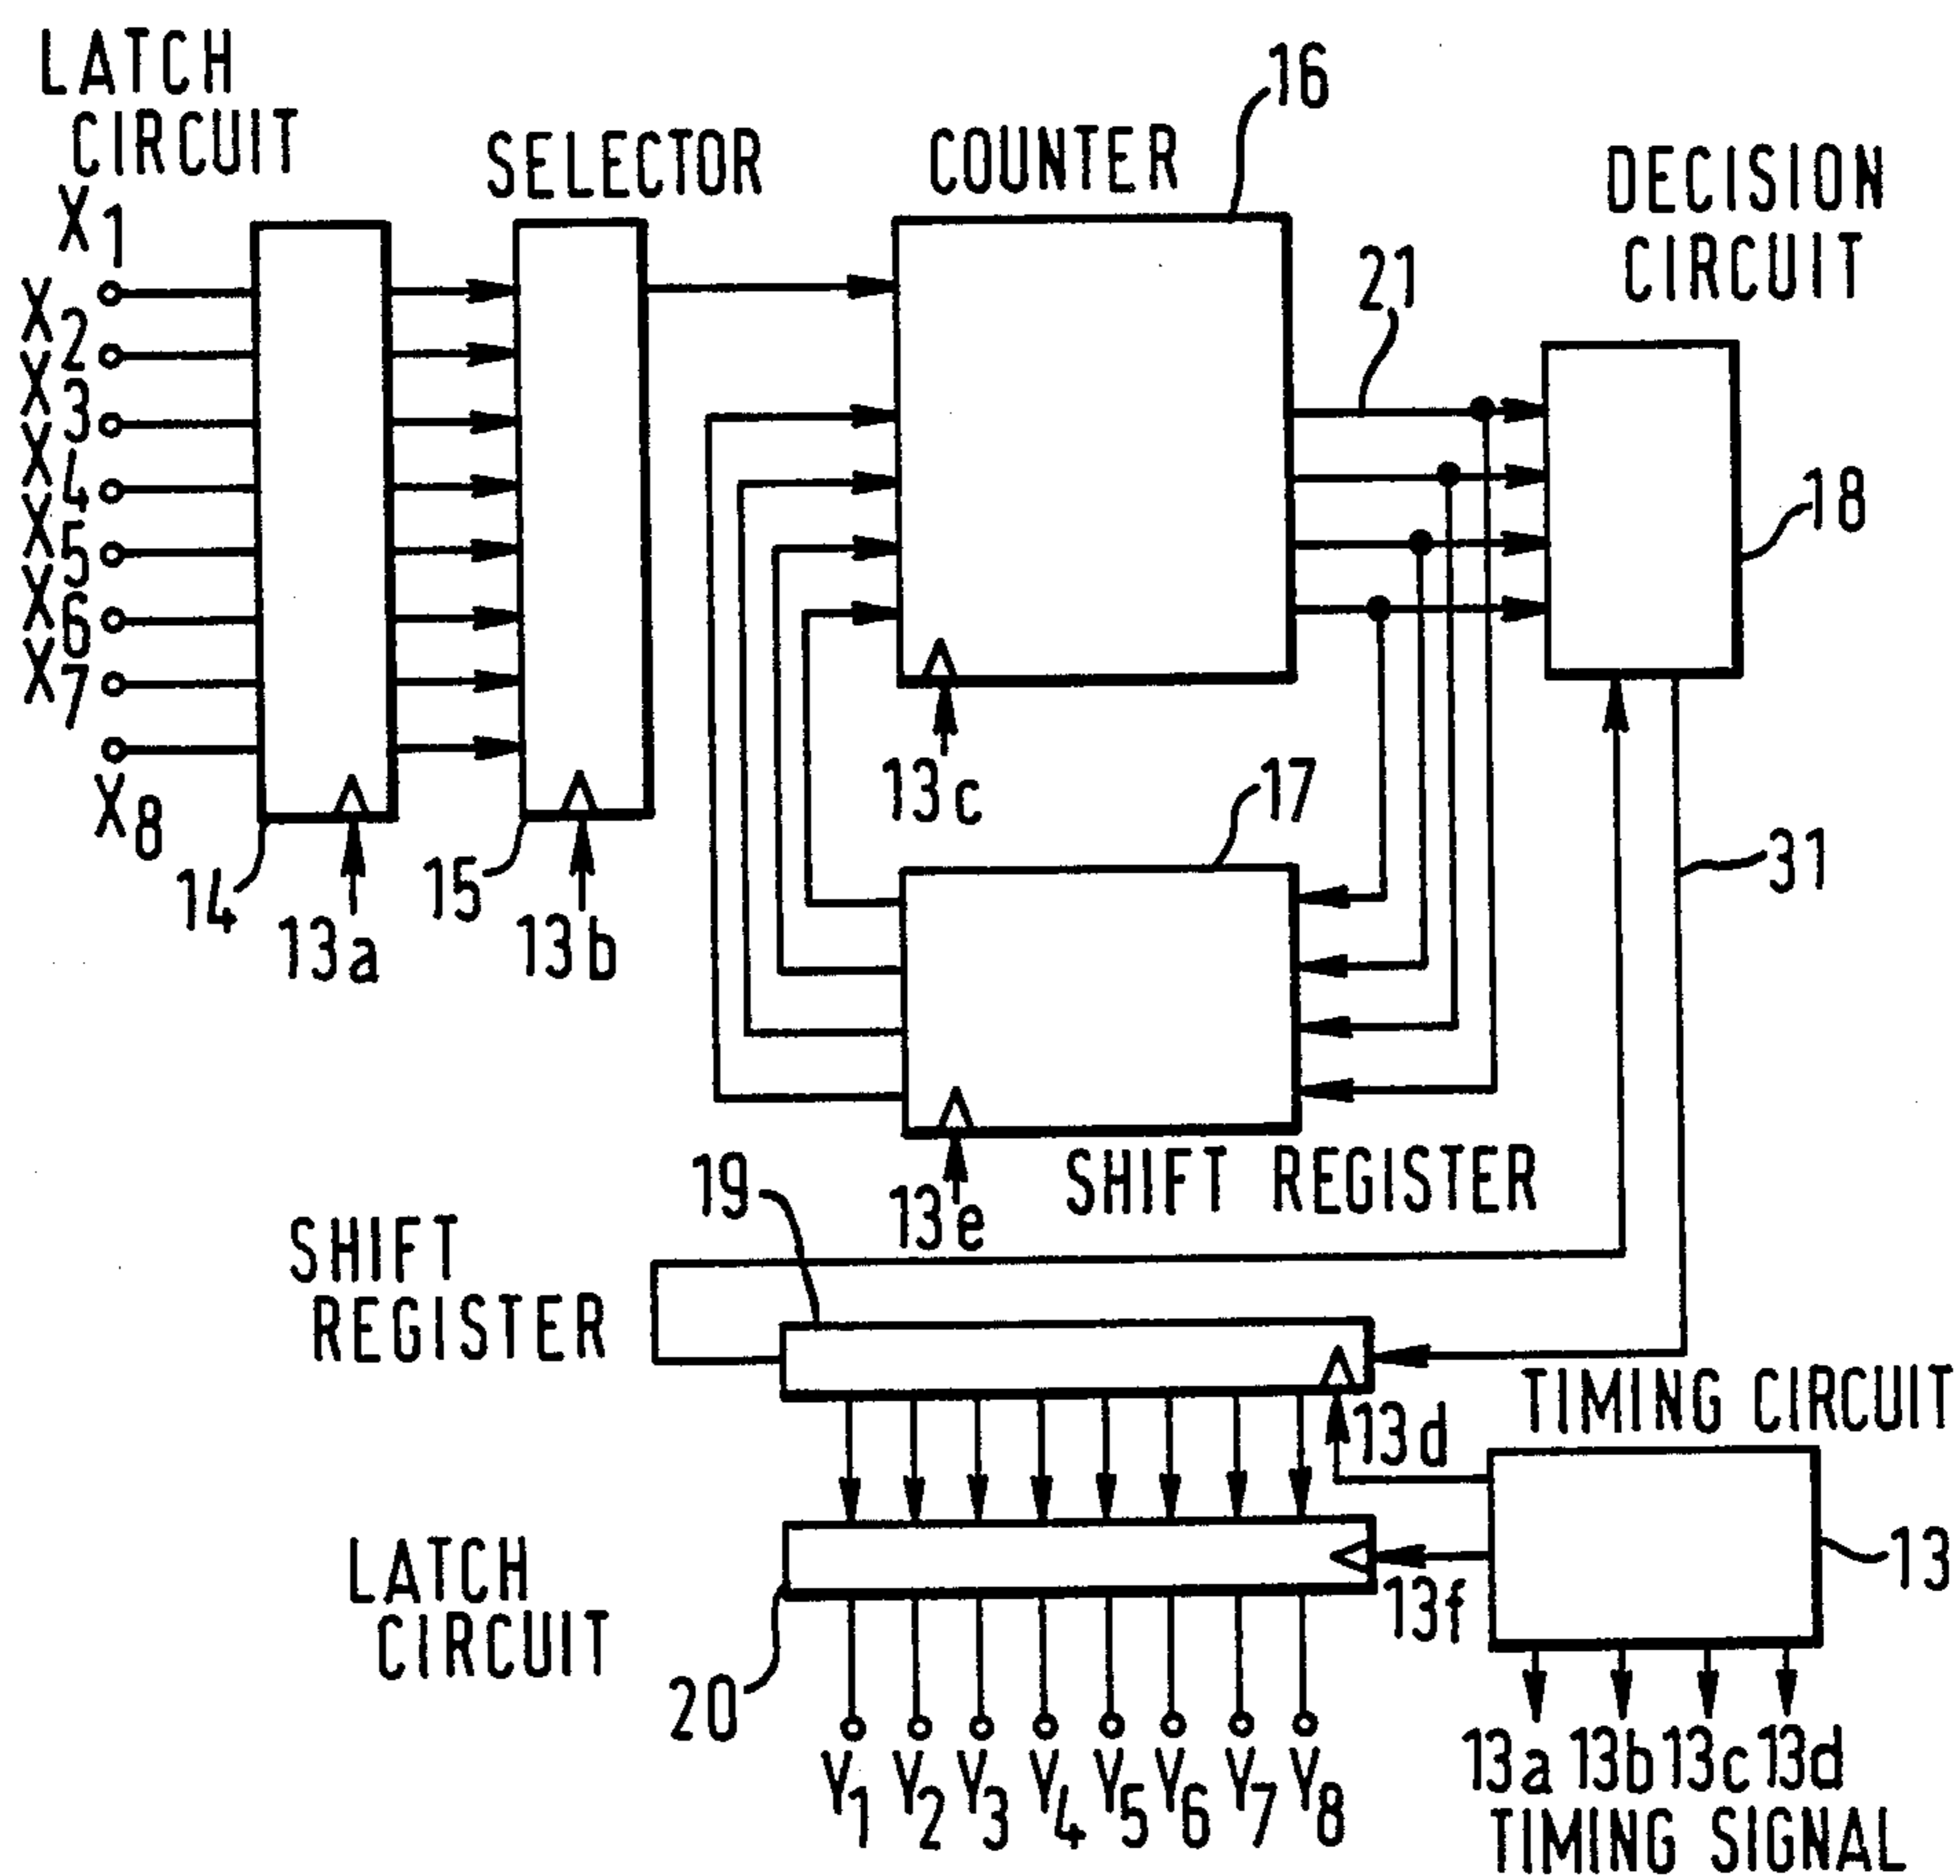 LATCH
CIRCUIT
SELECTOR
COUNTER
16
DECISION
CIRCUIT
X1
X2
X3
X4
X5
X6
X7
X8
21
18
14
13a
15
13b
13c
17
31
13e
SHIFT REGISTER
19
SHIFT
REGISTER
TIMING CIRCUIT
13d
13
13f
LATCH
CIRCUIT
20
Y1 Y2 Y3 Y4 Y5 Y6 Y7 Y8
13a 13b 13c 13d
TIMING SIGNAL